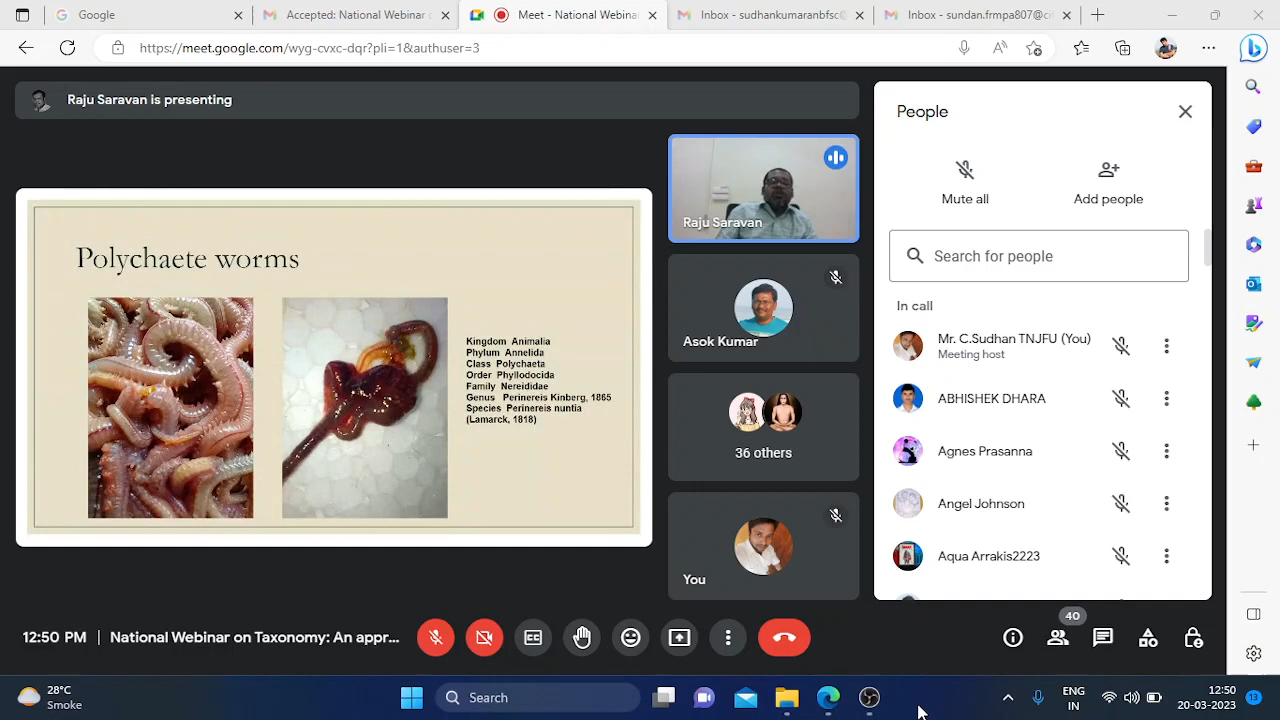 Google
Accepted: National Webinar
Meet - National Webinar
Inbox - sudhankumaranbfsc@
Inbox - sundan.frmpa807@c
https://meet.google.com/wyg-cvxc-dqr?pli=1&authuser=3
Raju Saravan is presenting
Polychaete worms
Kingdom Animalia
Phylum Annelida
Class Polychaeta
Order Phyllodocida
Family Nereididae
Genus Perinereis Kinberg, 1865
Species Perinereis nuntia
(Lamarck, 1818)
Raju Saravan
Asok Kumar
36 others
You
People
Mute all
Add people
Search for people
In call
Mr. C.Sudhan TNJFU (You)
Meeting host
ABHISHEK DHARA
Agnes Prasanna
Angel Johnson
Aqua Arrakis2223
12:50 PM | National Webinar on Taxonomy: An appr...
40
28°C
Smoke
Search
ENG
IN
12:50
20-03-2023
13